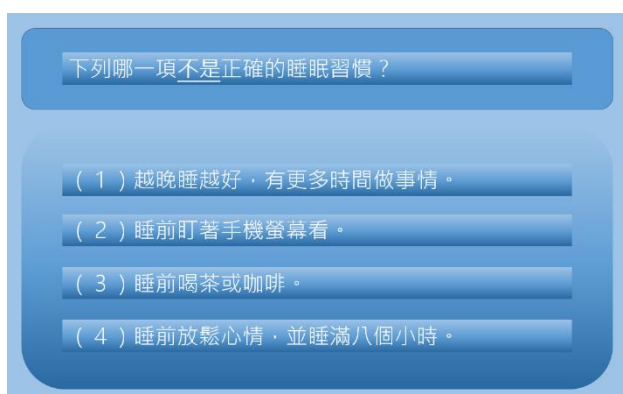 下列哪一項不是正確的睡眠習慣？
（1）越晚睡越好，有更多時間做事情。
（2）睡前盯著手機螢幕看。
（3）睡前喝茶或咖啡。
（4）睡前放鬆心情，並睡滿八個小時。